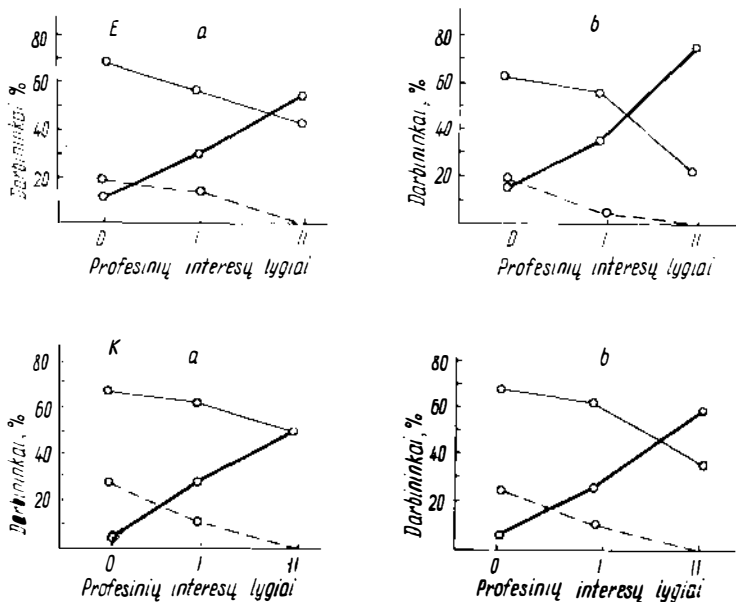 E a
80
60
40
20
Darbininkai, %
0 I II
Profesinių interesų lygiai
b
80
60
40
20
Darbininkai, %
0 I II
Profesinių interesų lygiai
K a
80
60
40
20
Darbininkai, %
0 I II
Profesinių interesų lygiai
b
80
60
40
20
Darbininkai, %
0 I II
Profesinių interesų lygiai